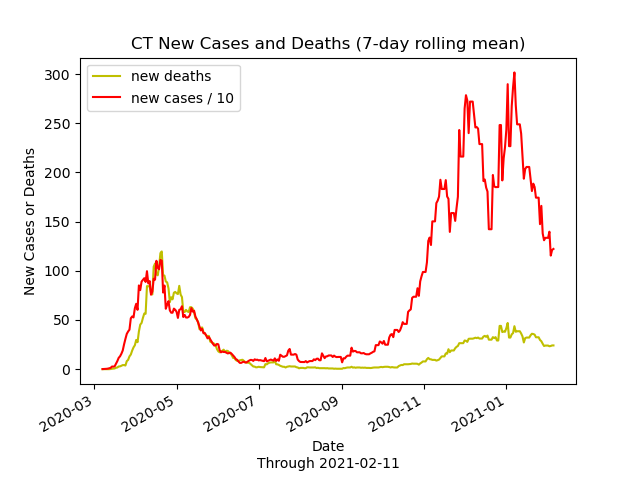 CT New Cases and Deaths (7-day rolling mean)
new deaths
new cases / 10
300
250
200
150
100
50
0
New Cases or Deaths
2020-03
2020-05
2020-07
2020-09
2020-11
2021-01
Date
Through 2021-02-11